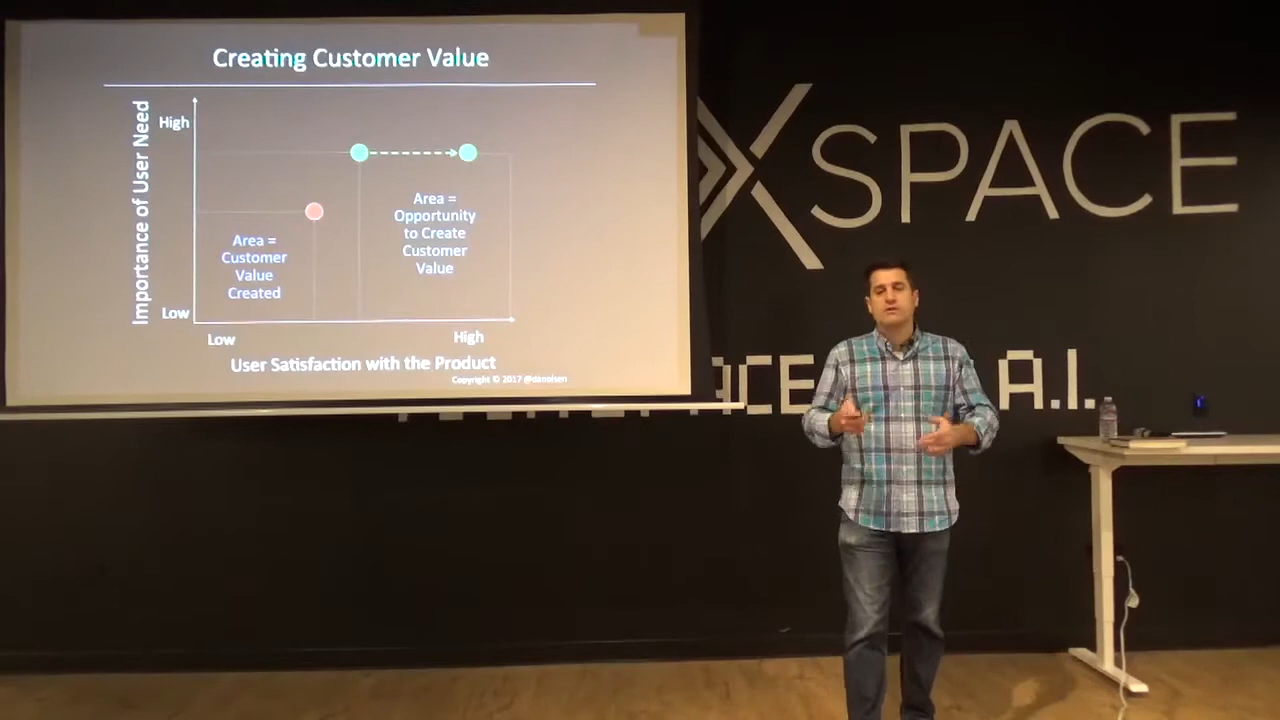 Creating Customer Value
Importance of User Need
High
Low
Area =
Customer
Value
Created
Area =
Opportunity
to Create
Customer
Value
Low
High
User Satisfaction with the Product
Copyright © 2017 @danolsen
XSPACE
A.I.